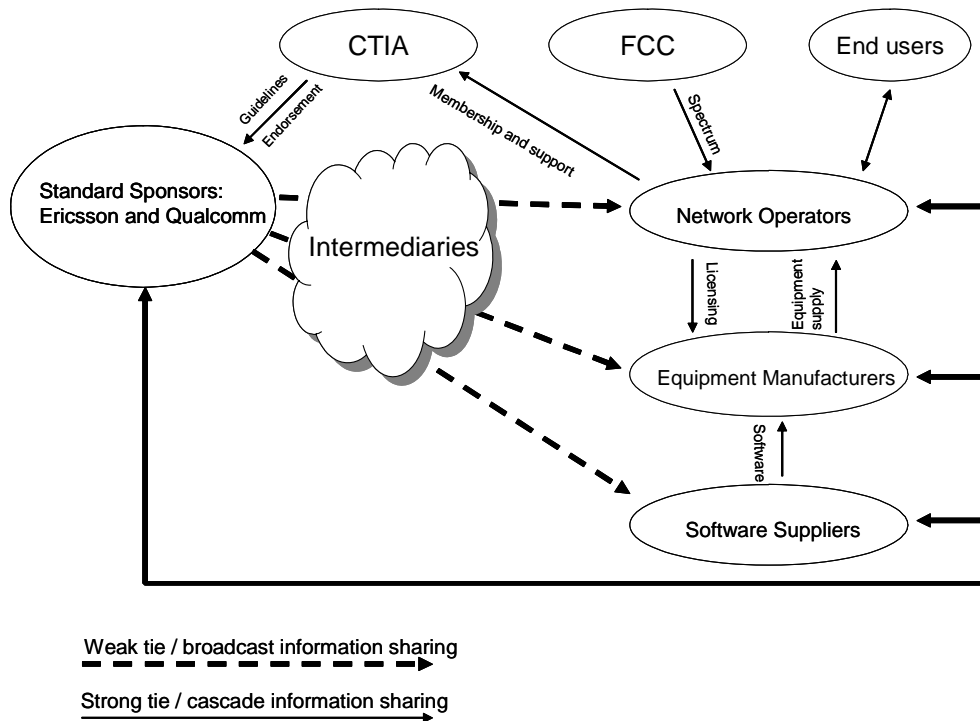 CTIA
FCC
End users
Guidelines
Endorsement
Membership and support
Spectrum
Standard Sponsors:
Ericsson and Qualcomm
Intermediaries
Network Operators
Licensing
Equipment
supply
Equipment Manufacturers
Software
Software Suppliers
Weak tie / broadcast information sharing
Strong tie / cascade information sharing